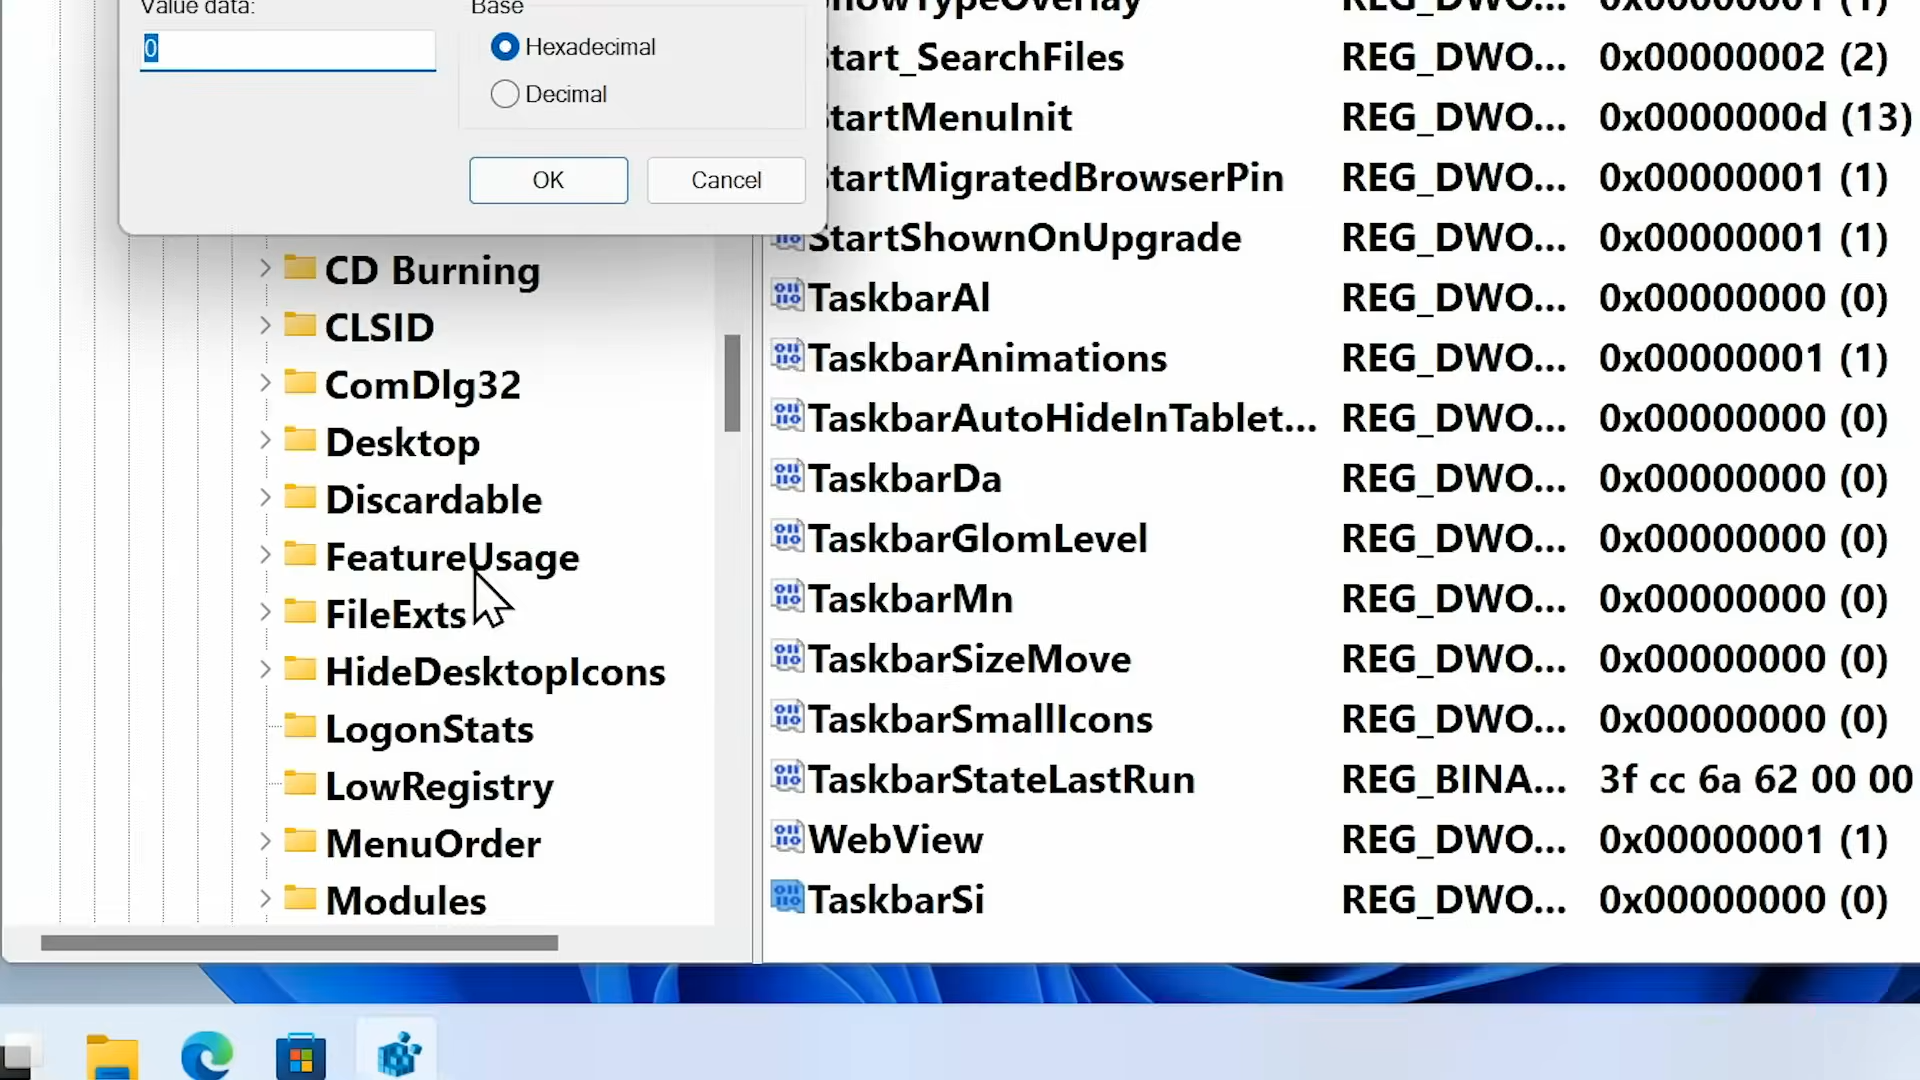 Value data:
0
Base
Hexadecimal
Decimal
OK
Cancel
CD Burning
CLSID
ComDlg32
Desktop
Discardable
FeatureUsage
FileExts
HideDesktopIcons
LogonStats
LowRegistry
MenuOrder
Modules
howTypeOverlay REG_DWO... 0x00000001 (1)
tart_SearchFiles REG_DWO... 0x00000002 (2)
tartMenuInit REG_DWO... 0x0000000d (13)
tartMigratedBrowserPin REG_DWO... 0x00000001 (1)
StartShownOnUpgrade REG_DWO... 0x00000001 (1)
TaskbarAl REG_DWO... 0x00000000 (0)
TaskbarAnimations REG_DWO... 0x00000001 (1)
TaskbarAutoHideInTablet... REG_DWO... 0x00000000 (0)
TaskbarDa REG_DWO... 0x00000000 (0)
TaskbarGlomLevel REG_DWO... 0x00000000 (0)
TaskbarMn REG_DWO... 0x00000000 (0)
TaskbarSizeMove REG_DWO... 0x00000000 (0)
TaskbarSmallIcons REG_DWO... 0x00000000 (0)
TaskbarStateLastRun REG_BINA... 3f cc 6a 62 00 00
WebView REG_DWO... 0x00000001 (1)
TaskbarSi REG_DWO... 0x00000000 (0)